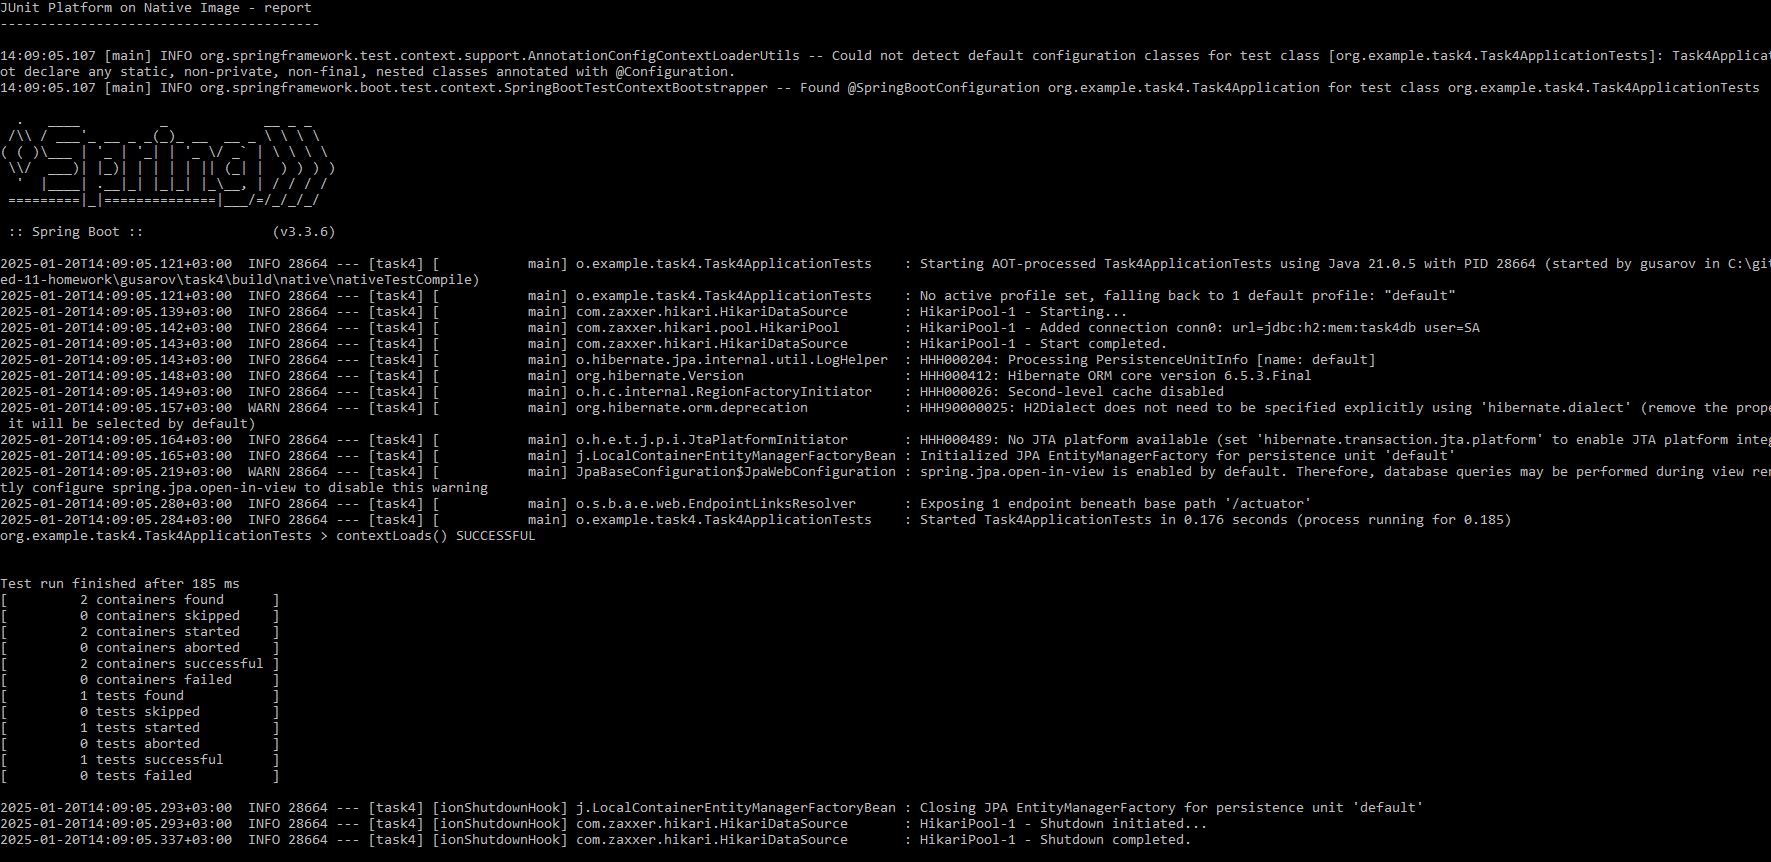 JUnit Platform on Native Image - report
----------------------------------------
14:09:05.107 [main] INFO org.springframework.test.context.support.AnnotationConfigContextLoaderUtils -- Could not detect default configuration classes for test class [org.example.task4.Task4ApplicationTests]: Task4Applicat
ot declare any static, non-private, non-final, nested classes annotated with @Configuration.
14:09:05.107 [main] INFO org.springframework.boot.test.context.SpringBootTestContextBootstrapper -- Found @SpringBootConfiguration org.example.task4.Task4Application for test class org.example.task4.Task4ApplicationTests
  .   ____          _            __ _ _
 /\\ / ___'_ __ _ _(_)_ __  __ _ \ \ \ \
( ( )\___ | '_ | '_| | '_ \/ _` | \ \ \ \
 \\/  ___)| |_)| | | | | || (_| |  ) ) ) )
  '  |____| .__|_| |_|_| |_\__, | / / / /
 =========|_|==============|___/=/_/_/_/
 :: Spring Boot ::                (v3.3.6)
2025-01-20T14:09:05.121+03:00  INFO 28664 --- [task4] [           main] o.example.task4.Task4ApplicationTests    : Starting AOT-processed Task4ApplicationTests using Java 21.0.5 with PID 28664 (started by gusarov in C:\git
ed-11-homework\gusarov\task4\build\native\nativeTestCompile)
2025-01-20T14:09:05.121+03:00  INFO 28664 --- [task4] [           main] o.example.task4.Task4ApplicationTests    : No active profile set, falling back to 1 default profile: "default"
2025-01-20T14:09:05.139+03:00  INFO 28664 --- [task4] [           main] com.zaxxer.hikari.HikariDataSource       : HikariPool-1 - Starting...
2025-01-20T14:09:05.142+03:00  INFO 28664 --- [task4] [           main] com.zaxxer.hikari.pool.HikariPool        : HikariPool-1 - Added connection conn0: url=jdbc:h2:mem:task4db user=SA
2025-01-20T14:09:05.143+03:00  INFO 28664 --- [task4] [           main] com.zaxxer.hikari.HikariDataSource       : HikariPool-1 - Start completed.
2025-01-20T14:09:05.143+03:00  INFO 28664 --- [task4] [           main] o.hibernate.jpa.internal.util.LogHelper  : HHH000204: Processing PersistenceUnitInfo [name: default]
2025-01-20T14:09:05.148+03:00  INFO 28664 --- [task4] [           main] org.hibernate.Version                    : HHH000412: Hibernate ORM core version 6.5.3.Final
2025-01-20T14:09:05.149+03:00  INFO 28664 --- [task4] [           main] o.h.c.internal.RegionFactoryInitiator    : HHH000026: Second-level cache disabled
2025-01-20T14:09:05.157+03:00  WARN 28664 --- [task4] [           main] org.hibernate.orm.deprecation            : HHH90000025: H2Dialect does not need to be specified explicitly using 'hibernate.dialect' (remove the prope
 it will be selected by default)
2025-01-20T14:09:05.164+03:00  INFO 28664 --- [task4] [           main] o.h.e.t.j.p.i.JtaPlatformInitiator       : HHH000489: No JTA platform available (set 'hibernate.transaction.jta.platform' to enable JTA platform integ
2025-01-20T14:09:05.165+03:00  INFO 28664 --- [task4] [           main] j.LocalContainerEntityManagerFactoryBean : Initialized JPA EntityManagerFactory for persistence unit 'default'
2025-01-20T14:09:05.219+03:00  WARN 28664 --- [task4] [           main] JpaBaseConfiguration$JpaWebConfiguration : spring.jpa.open-in-view is enabled by default. Therefore, database queries may be performed during view ren
tly configure spring.jpa.open-in-view to disable this warning
2025-01-20T14:09:05.280+03:00  INFO 28664 --- [task4] [           main] o.s.b.a.e.web.EndpointLinksResolver      : Exposing 1 endpoint beneath base path '/actuator'
2025-01-20T14:09:05.284+03:00  INFO 28664 --- [task4] [           main] o.example.task4.Task4ApplicationTests    : Started Task4ApplicationTests in 0.176 seconds (process running for 0.185)
org.example.task4.Task4ApplicationTests > contextLoads() SUCCESSFUL
Test run finished after 185 ms
[         2 containers found      ]
[         0 containers skipped    ]
[         2 containers started    ]
[         0 containers aborted    ]
[         2 containers successful ]
[         0 containers failed     ]
[         1 tests found           ]
[         0 tests skipped         ]
[         1 tests started         ]
[         0 tests aborted         ]
[         1 tests successful      ]
[         0 tests failed          ]
2025-01-20T14:09:05.293+03:00  INFO 28664 --- [task4] [ionShutdownHook] j.LocalContainerEntityManagerFactoryBean : Closing JPA EntityManagerFactory for persistence unit 'default'
2025-01-20T14:09:05.293+03:00  INFO 28664 --- [task4] [ionShutdownHook] com.zaxxer.hikari.HikariDataSource       : HikariPool-1 - Shutdown initiated...
2025-01-20T14:09:05.337+03:00  INFO 28664 --- [task4] [ionShutdownHook] com.zaxxer.hikari.HikariDataSource       : HikariPool-1 - Shutdown completed.